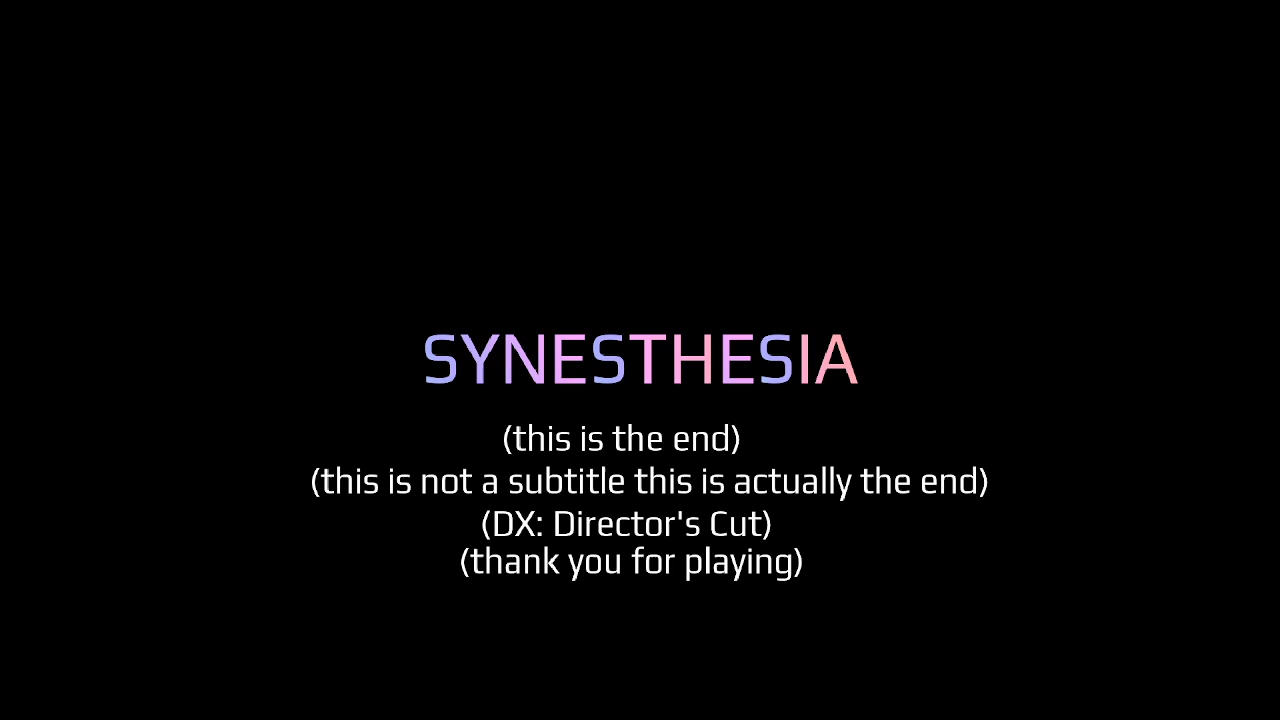 SYNESTHESIA
(this is the end)
(this is not a subtitle this is actually the end)
(DX: Director's Cut)
(thank you for playing)